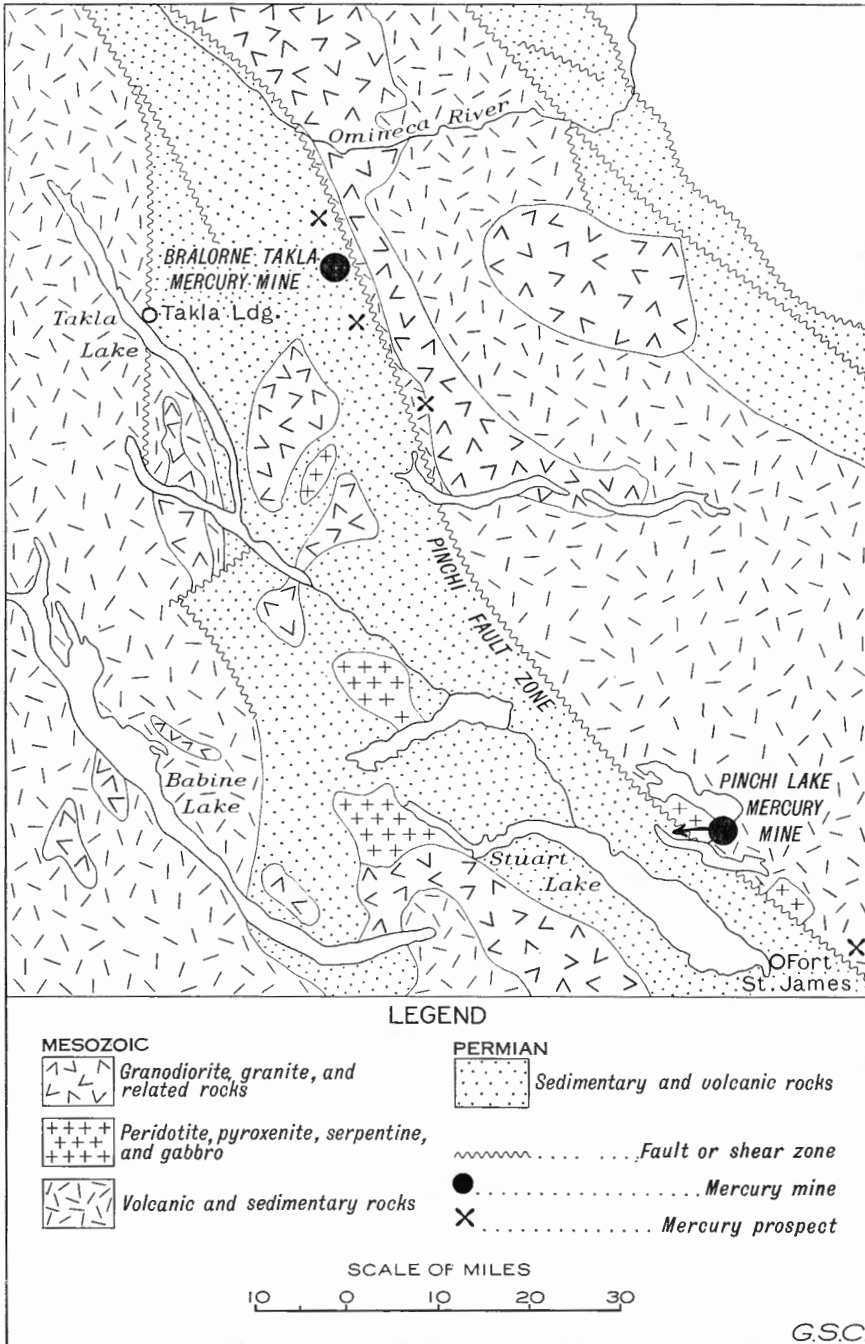 Omineca River
BRALORNE TAKLA
MERCURY MINE
Takla
Lake
Takla Ldg.
PINCHI FAULT ZONE
Babine
Lake
PINCHI LAKE
MERCURY
MINE
Stuart
Lake
Fort
St. James
LEGEND
MESOZOIC
Granodiorite, granite, and
related rocks
Peridotite, pyroxenite, serpentine,
and gabbro
Volcanic and sedimentary rocks
PERMIAN
Sedimentary and volcanic rocks
Fault or shear zone
Mercury mine
Mercury prospect
SCALE OF MILES
10 0 10 20 30
G.S.C.